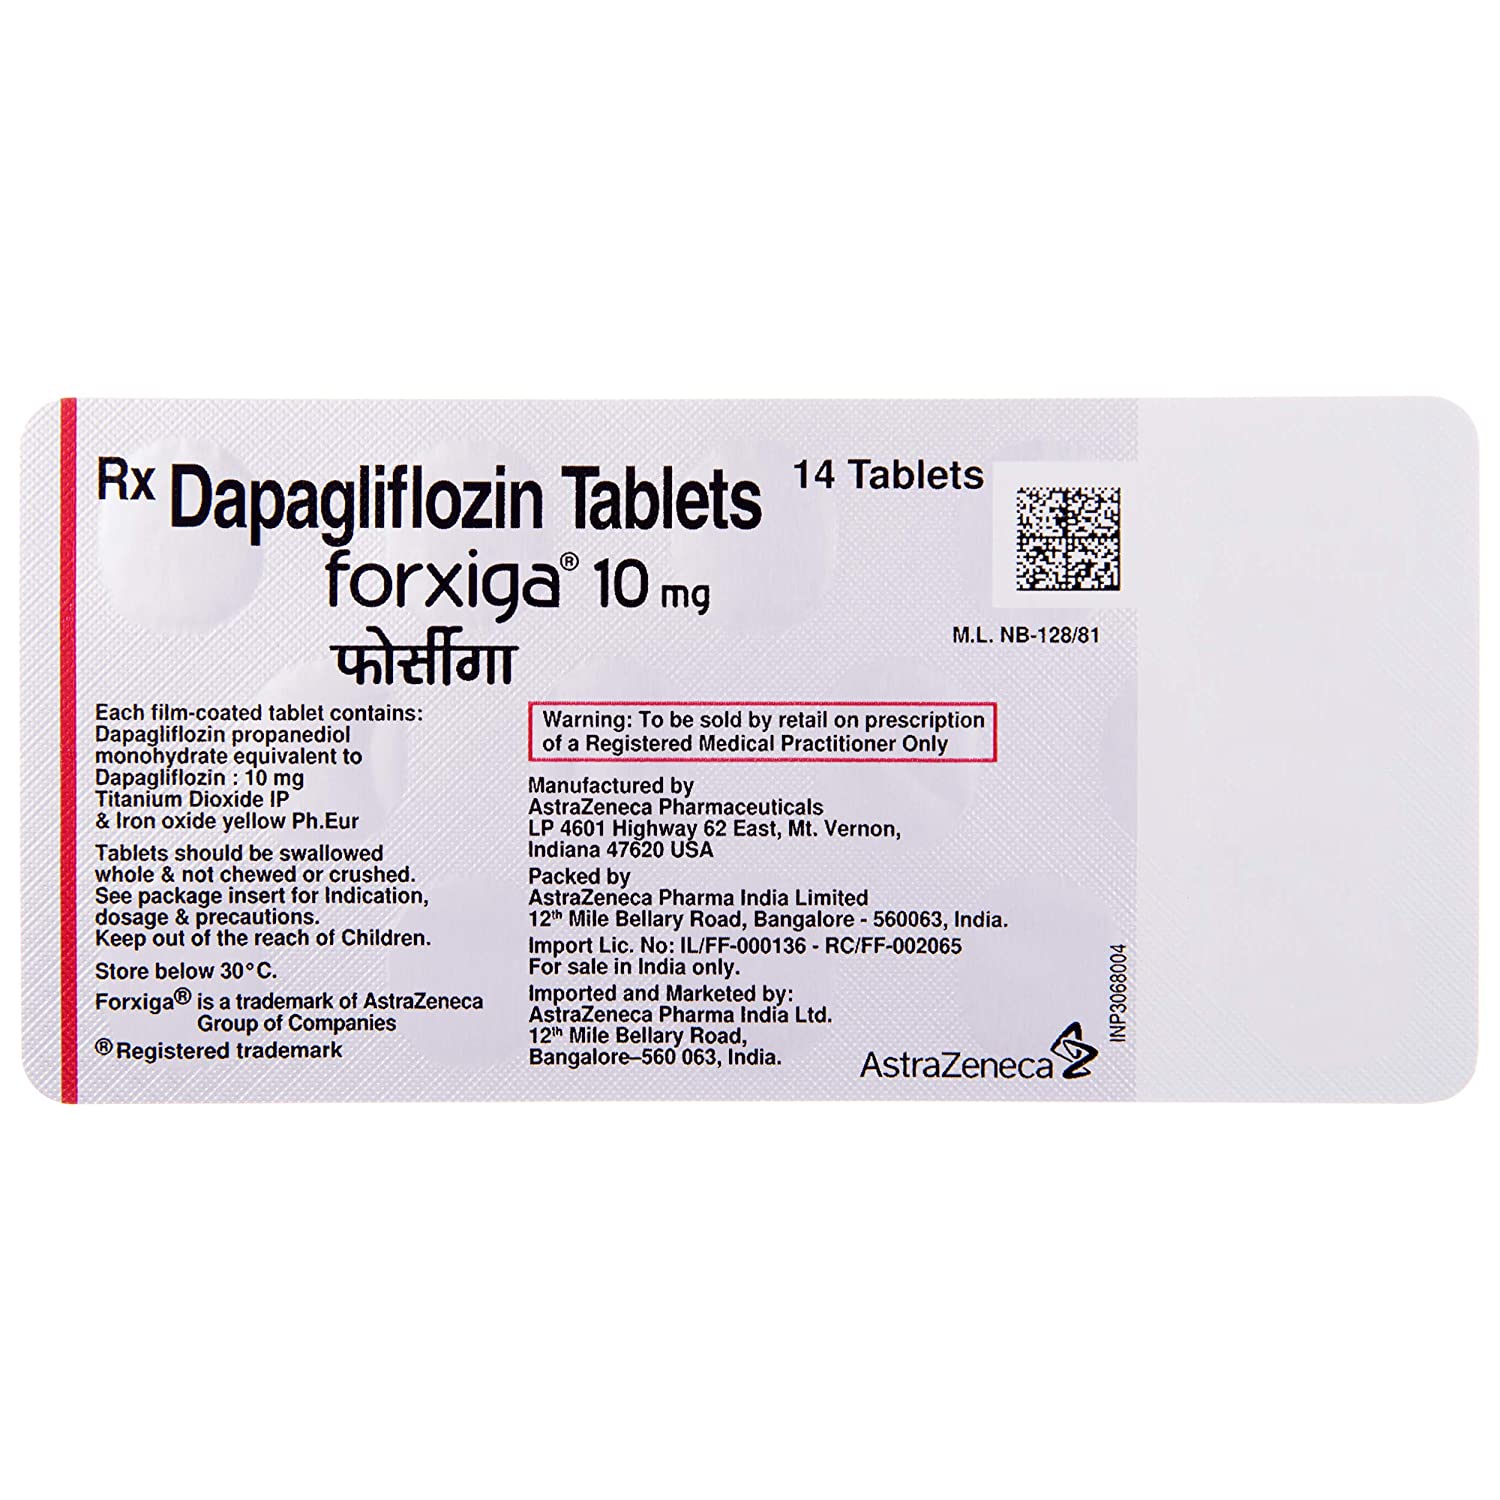 Rx Dapagliflozin Tablets 14 Tablets
forxiga® 10 mg
फोर्सीगा
M.L. NB-128/81
Each film-coated tablet contains:
Dapagliflozin propanediol
monohydrate equivalent to
Dapagliflozin : 10 mg
Titanium Dioxide IP
& Iron oxide yellow Ph.Eur
Tablets should be swallowed
whole & not chewed or crushed.
See package insert for Indication,
dosage & precautions.
Keep out of the reach of Children.
Store below 30°C.
Forxiga® is a trademark of AstraZeneca
Group of Companies
® Registered trademark
Warning: To be sold by retail on prescription
of a Registered Medical Practitioner Only
Manufactured by
AstraZeneca Pharmaceuticals
LP 4601 Highway 62 East, Mt. Vernon,
Indiana 47620 USA
Packed by
AstraZeneca Pharma India Limited
12th Mile Bellary Road, Bangalore - 560063, India.
Import Lic. No: IL/FF-000136 - RC/FF-002065
For sale in India only.
Imported and Marketed by:
AstraZeneca Pharma India Ltd.
12th Mile Bellary Road,
Bangalore–560 063, India.
AstraZeneca
INP3068004